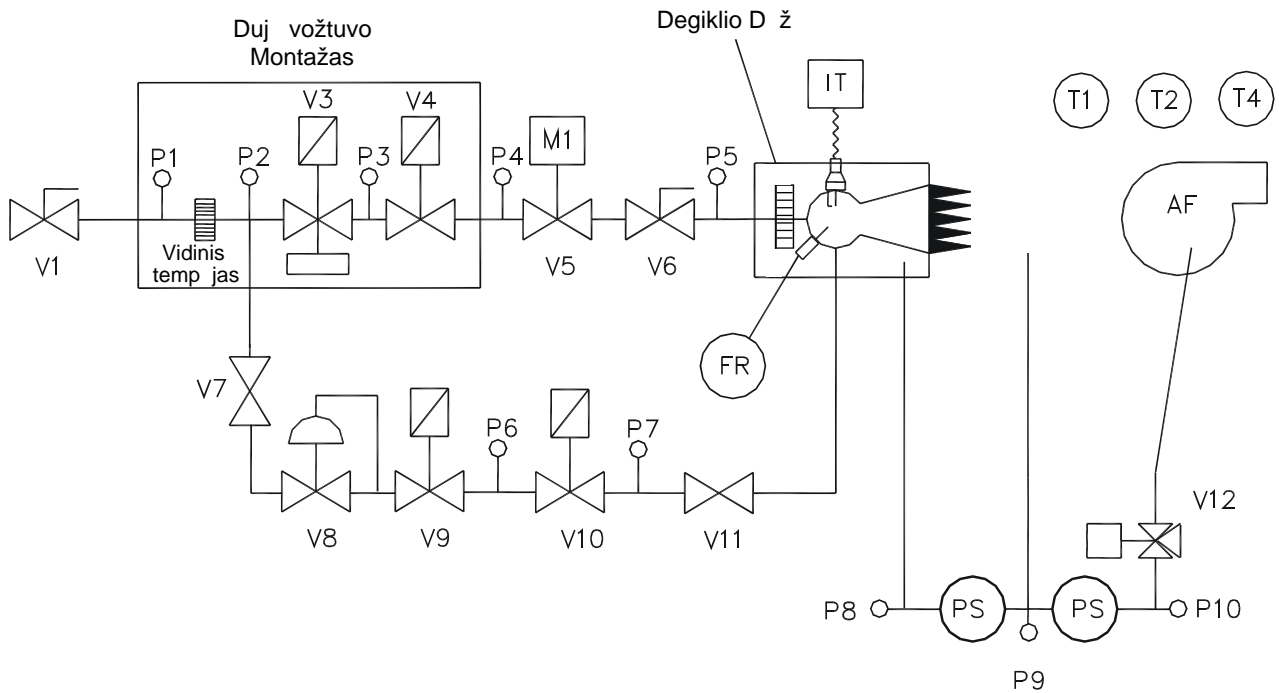 Duj vožtuvo
Montažas
Degiklio D ž
V3
V4
IT
T1
T2
T4
M1
P1
P2
P3
P4
P5
AF
Vidinis
temp jas
V1
V5
V6
FR
V7
P6
P7
V8
V9
V10
V11
V12
P8
PS
PS
P10
P9